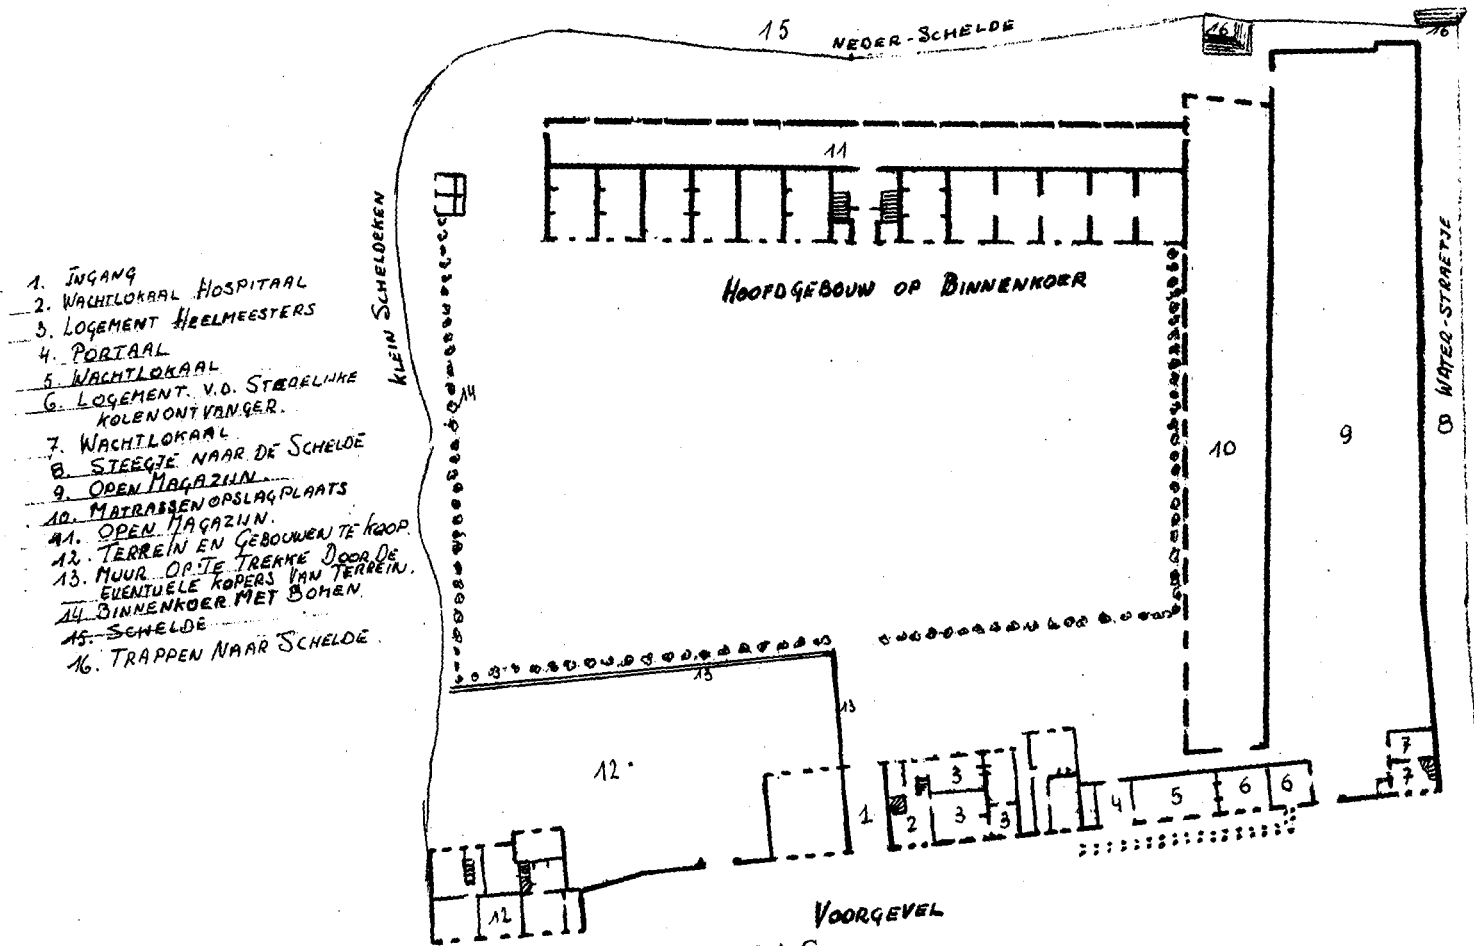 15 NEDER-SCHELDE
16
16
11
KLEIN SCHELDEKEN
HOOFDGEBOUW OP BINNENKOER
8 WATER-STRAETJE
1. INGANG
2. WACHTLOKAAL HOSPITAAL
3. LOGEMENT HEELMEESTERS
4. PORTAAL
5. WACHTLOKAAL
6. LOGEMENT. V.D. STEDELIJKE
KOLENONTVANGER.
7. WACHTLOKAAL
8. STEEGJE NAAR DE SCHELDE
9. OPEN MAGAZIJN
10. MATRASSENOPSLAGPLAATS
11. OPEN MAGAZIJN.
12. TERREIN EN GEBOUWEN TE KOOP.
13. MUUR OP TE TREKKE DOOR DE
EVENTUELE KOPERS VAN TERREIN.
14. BINNENKOER MET BOMEN
15. SCHELDE
16. TRAPPEN NAAR SCHELDE
14
10
9
13
13
12
1
2
3
3
3
4
5
6
6
7
7
12
VOORGEVEL